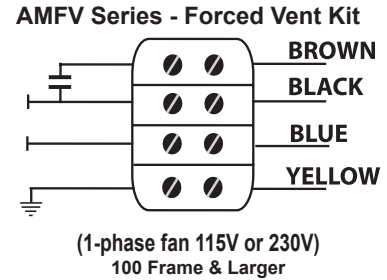 AMFV Series - Forced Vent Kit
BROWN
BLACK
BLUE
YELLOW
(1-phase fan 115V or 230V)
100 Frame & Larger